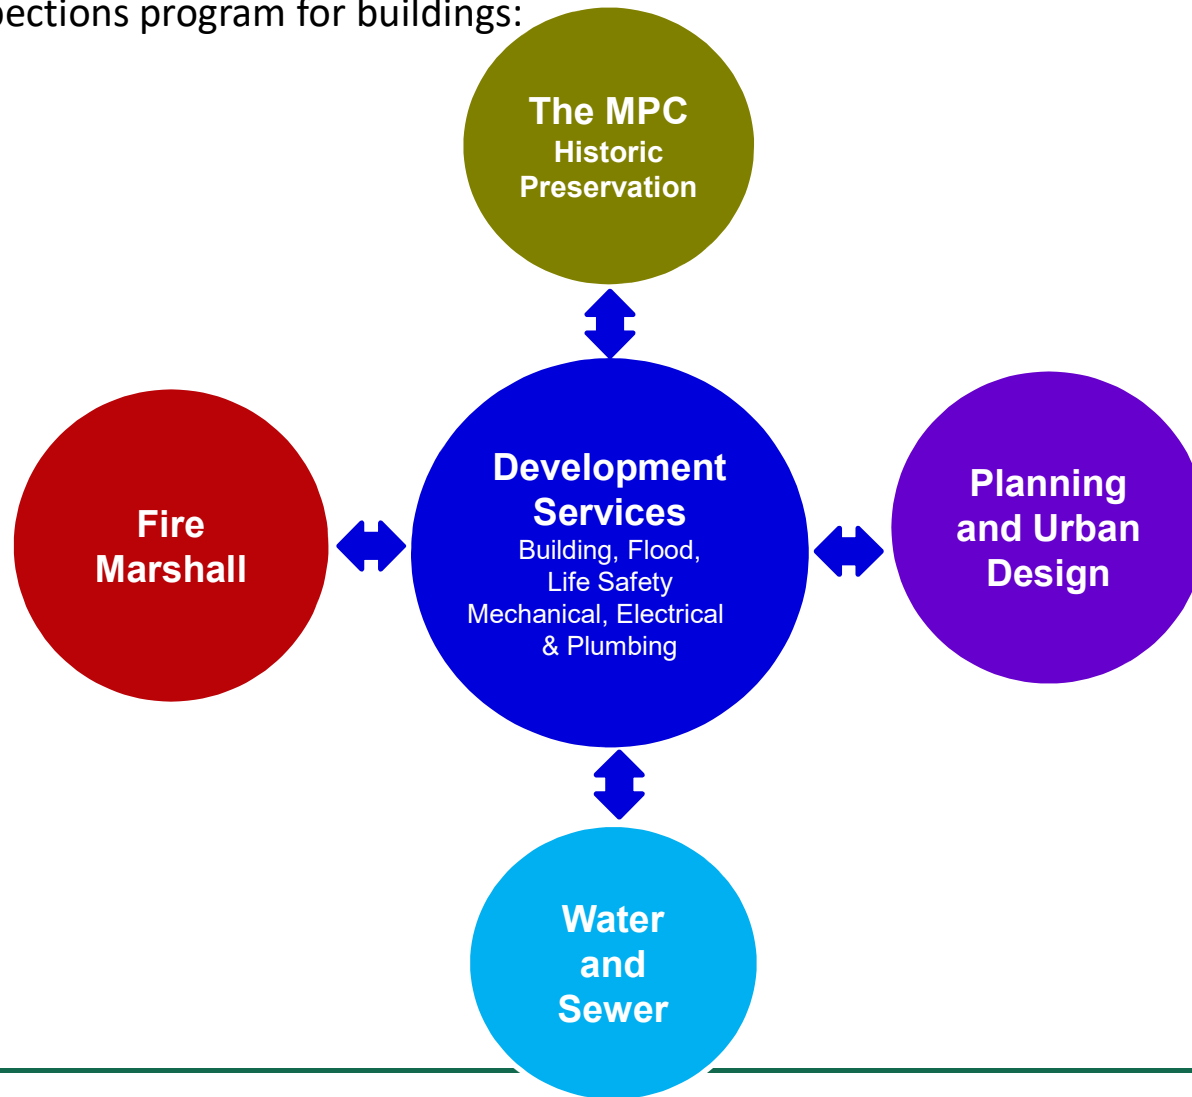 pections program for buildings:
The MPC
Historic
Preservation
Development
Services
Building, Flood,
Life Safety
Mechanical, Electrical
& Plumbing
Fire
Marshall
Planning
and Urban
Design
Water
and
Sewer